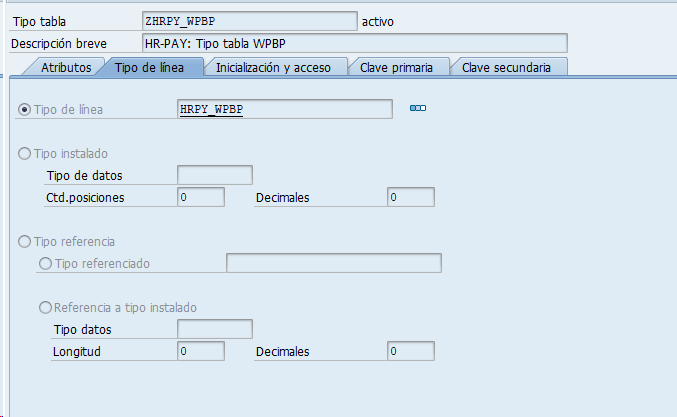 Tipo tabla ZHRPY_WPBP activo
Descripción breve HR-PAY: Tipo tabla WPBP
Atributos Tipo de línea Inicialización y acceso Clave primaria Clave secundaria
Tipo de línea HRPY_WPBP
Tipo instalado
Tipo de datos
Ctd.posiciones 0 Decimales 0
Tipo referencia
Tipo referenciado
Referencia a tipo instalado
Tipo datos
Longitud 0 Decimales 0